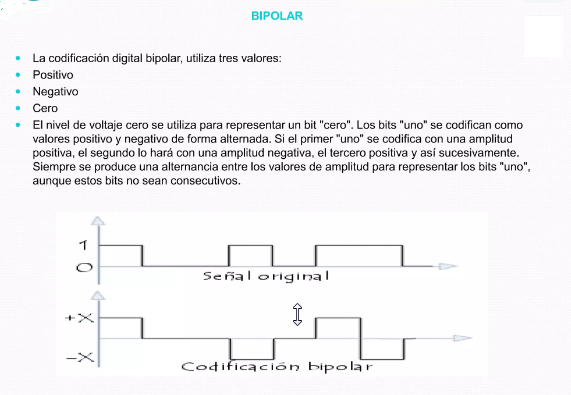 BIPOLAR
La codificación digital bipolar, utiliza tres valores:
Positivo
Negativo
Cero
El nivel de voltaje cero se utiliza para representar un bit "cero". Los bits "uno" se codifican como
valores positivo y negativo de forma alternada. Si el primer "uno" se codifica con una amplitud
positiva, el segundo lo hará con una amplitud negativa, el tercero positiva y así sucesivamente.
Siempre se produce una alternancia entre los valores de amplitud para representar los bits "uno",
aunque estos bits no sean consecutivos.
1
0
Señal original
+X
-X
Codificación bipolar